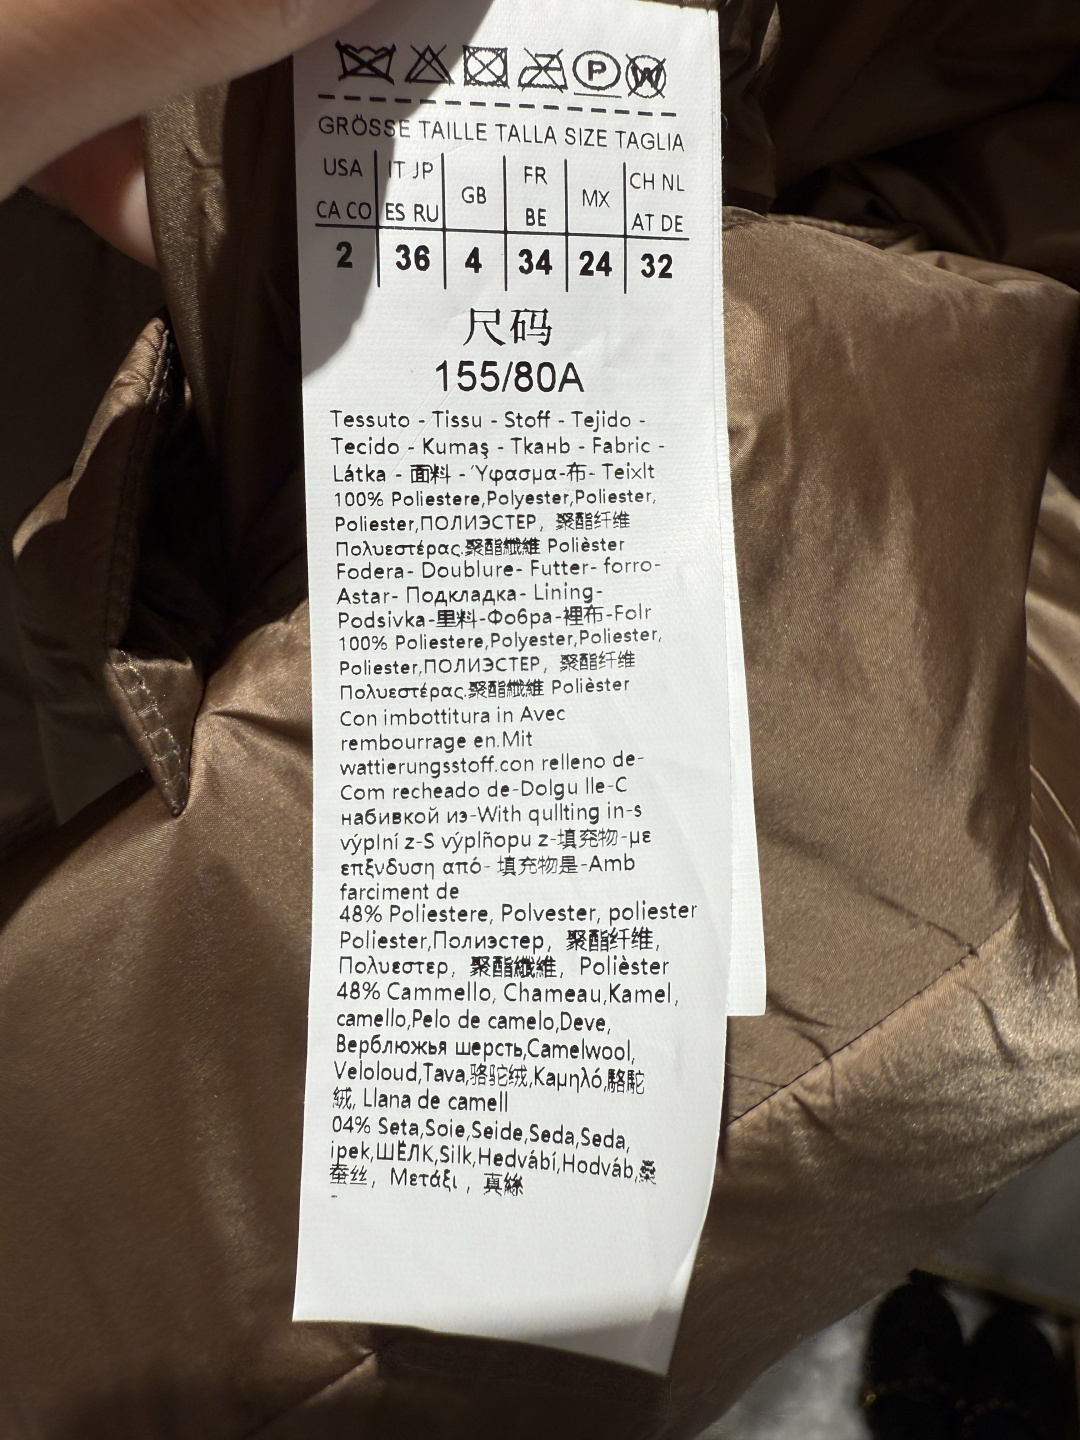 P W
GRÖSSE TAILLE TALLA SIZE TAGLIA
USA IT JP GB FR MX CH NL
CA CO ES RU BE AT DE
2 36 4 34 24 32
尺码
155/80A
Tessuto - Tissu - Stoff - Tejido -
Tecido - Kumaş - Ткань - Fabric -
Látka - 面料 - Ύφασμα-布- Teixlt
100% Poliestere,Polyester,Poliester,
Poliester,ПОЛИЭСТЕР, 聚酯纤维
Πολυεστέρας.聚酯纖維 Polièster
Fodera- Doublure- Futter- forro-
Astar- Подкладка- Lining-
Podsivka-里料-Φο6ρα-裡布-Folr
100% Poliestere,Polyester,Poliester,
Poliester,ПОЛИЭСТЕР, 聚酯纤维
Πολυεστέρας.聚酯纖維 Polièster
Con imbottitura in Avec
rembourrage en.Mit
wattierungsstoff.con relleno de-
Com recheado de-Dolgu lle-C
набивкой из-With qullting in-s
výplní z-S výplñopu z-填充物-με
επξνδυση από- 填充物是-Amb
farciment de
48% Poliestere, Polvester, poliester
Poliester,Полиэстер, 聚酯纤维,
Πολυεστερ, 聚酯纖維, Polièster
48% Cammello, Chameau,Kamel,
camello,Pelo de camelo,Deve,
Верблюжья шерсть,Camelwool,
Veloloud,Tava,骆驼绒,Καμηλό,駱駝
絨, Llana de camell
04% Seta,Soie,Seide,Seda,Seda,
ipek,ШЁЛК,Silk,Hedvábí,Hodváb,桑
蚕丝, Μετάξι , 真絲
-